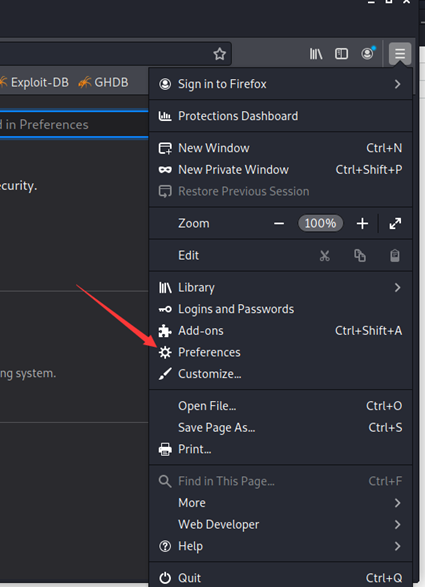 Exploit-DB GHDB
d in Preferences
ecurity.
ng system.
Sign in to Firefox
Protections Dashboard
New Window Ctrl+N
New Private Window Ctrl+Shift+P
Restore Previous Session
Zoom − 100% +
Edit
Library
Logins and Passwords
Add-ons Ctrl+Shift+A
Preferences
Customize...
Open File... Ctrl+O
Save Page As... Ctrl+S
Print...
Find in This Page... Ctrl+F
More
Web Developer
Help
Quit Ctrl+Q